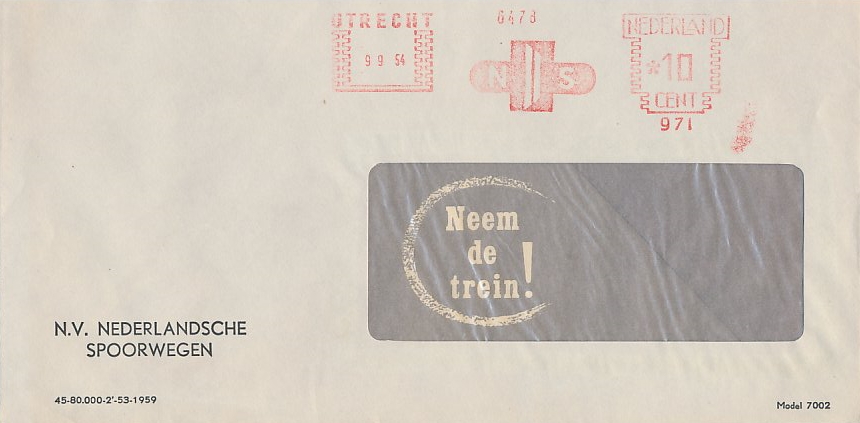 UTRECHT
9 9 54
6478
N S
NEDERLAND
*10
CENT
971
Neem
de
trein!
N.V. NEDERLANDSCHE
SPOORWEGEN
45-80.000-2'-53-1959
Model 7002